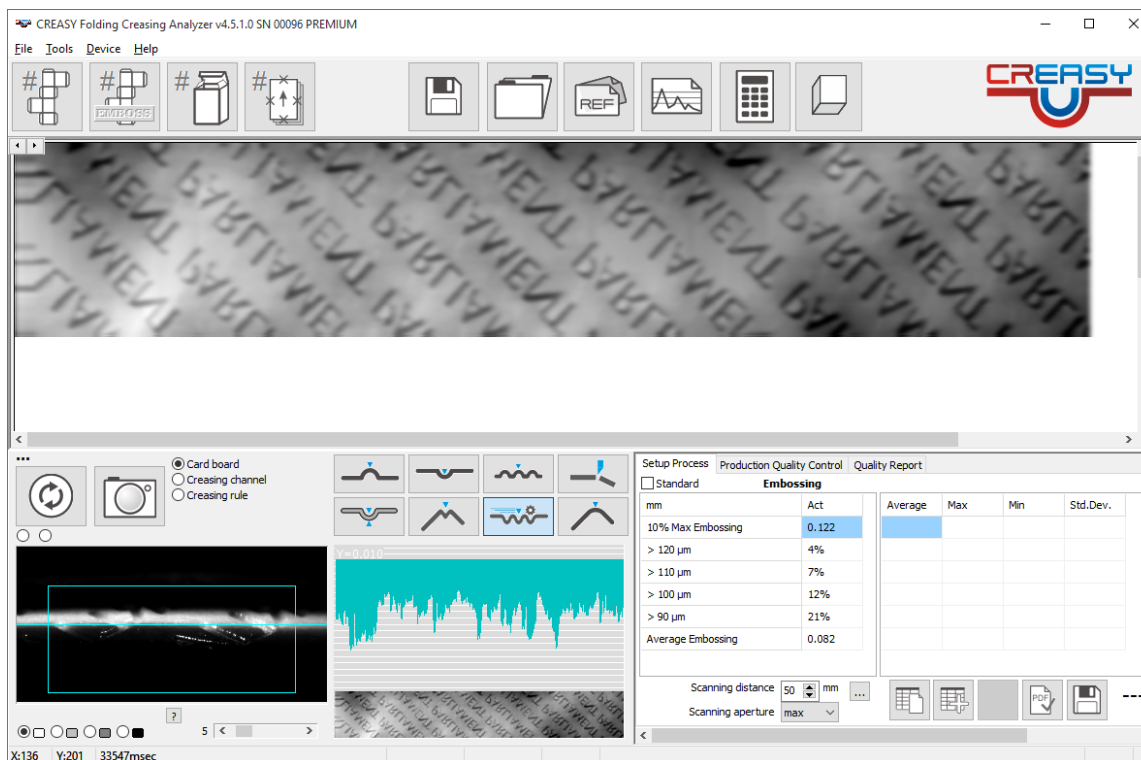 CREASY Folding Creasing Analyzer v4.5.1.0 SN 00096 PREMIUM
File Tools Device Help
# # EMBOSS # # REF CREASY
PARLIAMENT PARLIAMENT PARLIAMENT PARLIAMENT
Card board
Creasing channel
Creasing rule
Y=0.010
?
5
Setup Process Production Quality Control Quality Report
Standard Embossing
mm Act Average Max Min Std.Dev.
10% Max Embossing 0.122
> 120 µm 4%
> 110 µm 7%
> 100 µm 12%
> 90 µm 21%
Average Embossing 0.082
Scanning distance 50 mm ...
Scanning aperture max
PDF
X:136 Y:201 33547msec